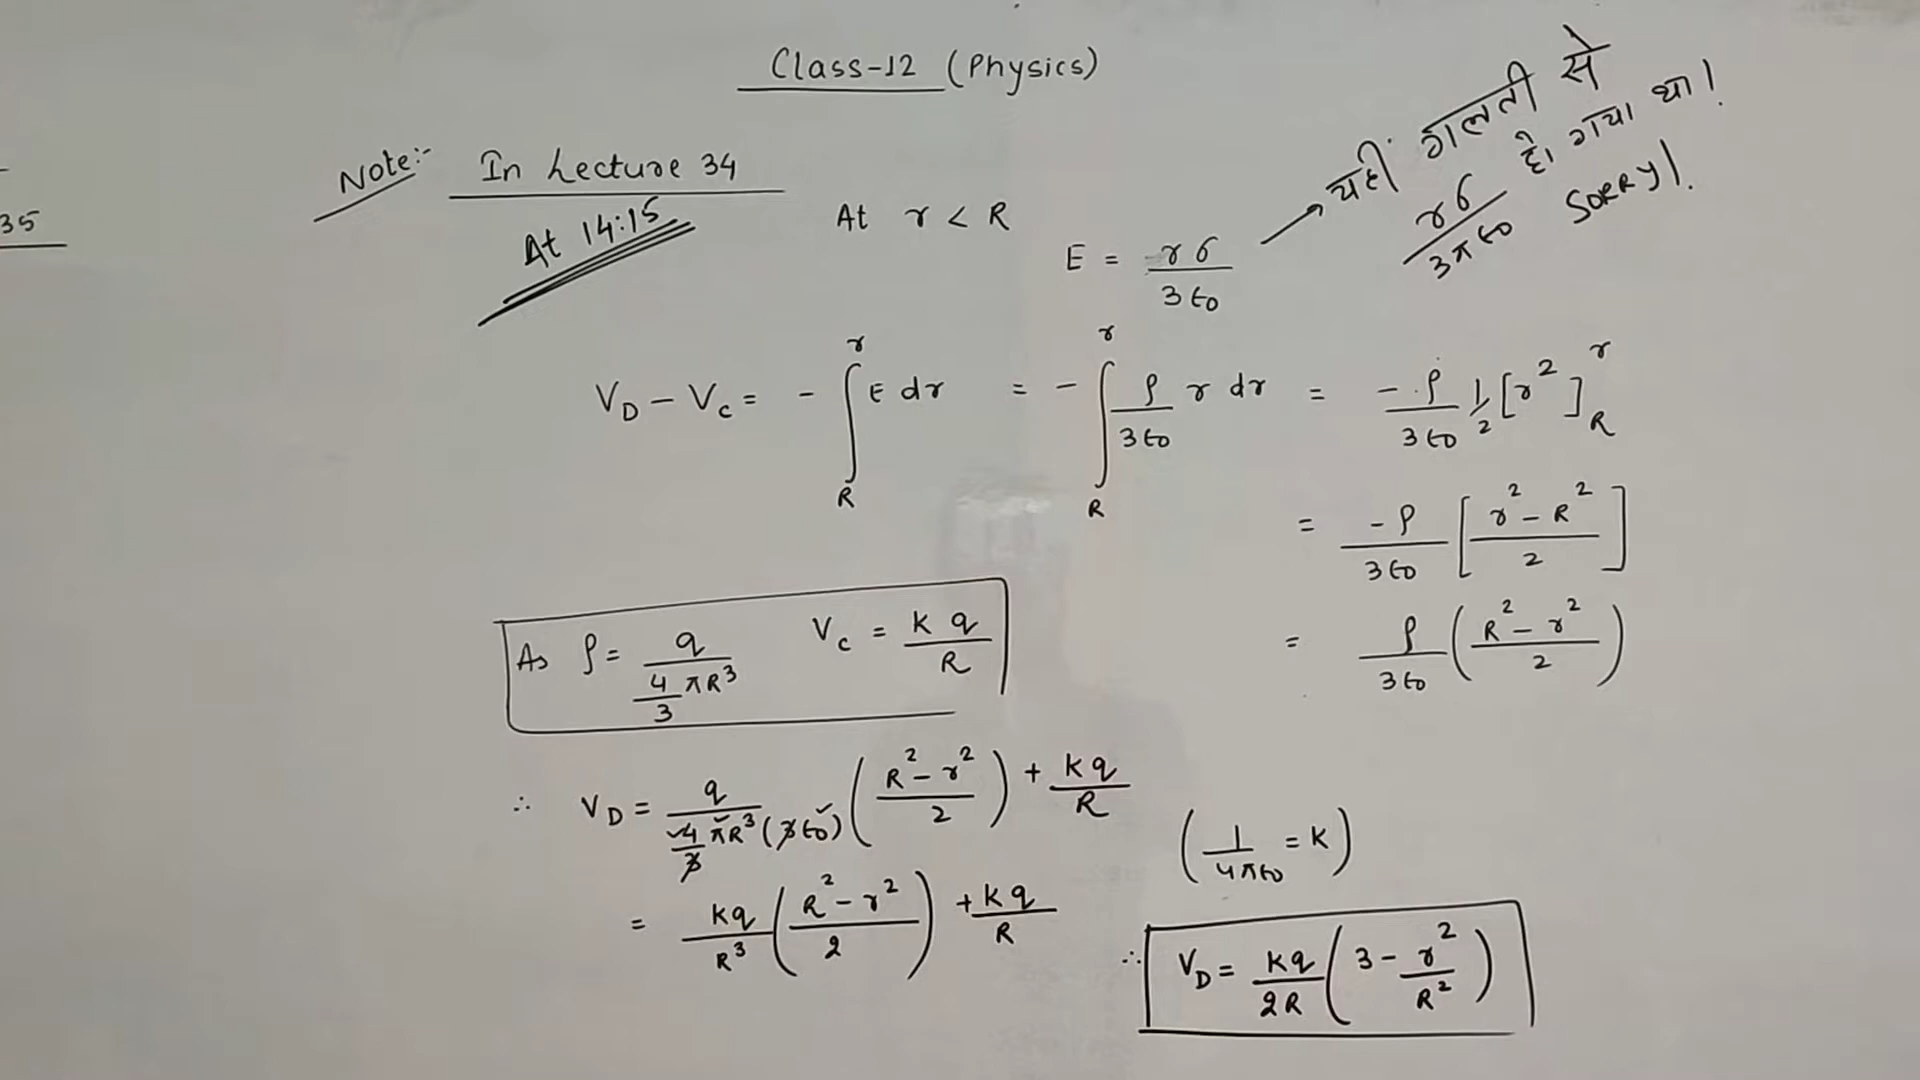 Class-12 (Physics)
Note:- In Lecture 34
At 14:15
35
At r < R
E = rσ / 3ε₀
→ यहाँ गलती से
rσ / 3πε₀ हो गया था!
SORRY!
V_D - V_C = - ∫_R^r E dr = - ∫_R^r ρ/3ε₀ r dr = -ρ/3ε₀ 1/2 [r²]_R^r
= -ρ/3ε₀ [(r² - R²)/2]
= ρ/3ε₀ ((R² - r²)/2)
As ρ = q / (4/3 πR³) V_C = kq/R
∴ V_D = q / (4/3 πR³ (3ε₀)) ((R² - r²)/2) + kq/R
(1/4πε₀ = K)
= kq/R³ ((R² - r²)/2) + kq/R
∴ V_D = kq/2R (3 - r²/R²)